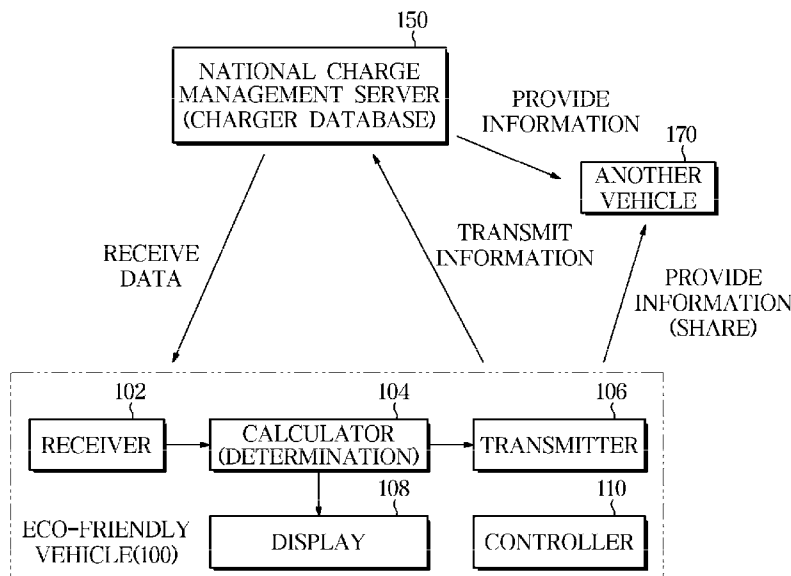 150
NATIONAL CHARGE
MANAGEMENT SERVER
(CHARGER DATABASE)
PROVIDE
INFORMATION
170
ANOTHER
VEHICLE
RECEIVE
DATA
TRANSMIT
INFORMATION
PROVIDE
INFORMATION
(SHARE)
102
RECEIVER
104
CALCULATOR
(DETERMINATION)
106
TRANSMITTER
ECO-FRIENDLY
VEHICLE(100)
108
DISPLAY
110
CONTROLLER